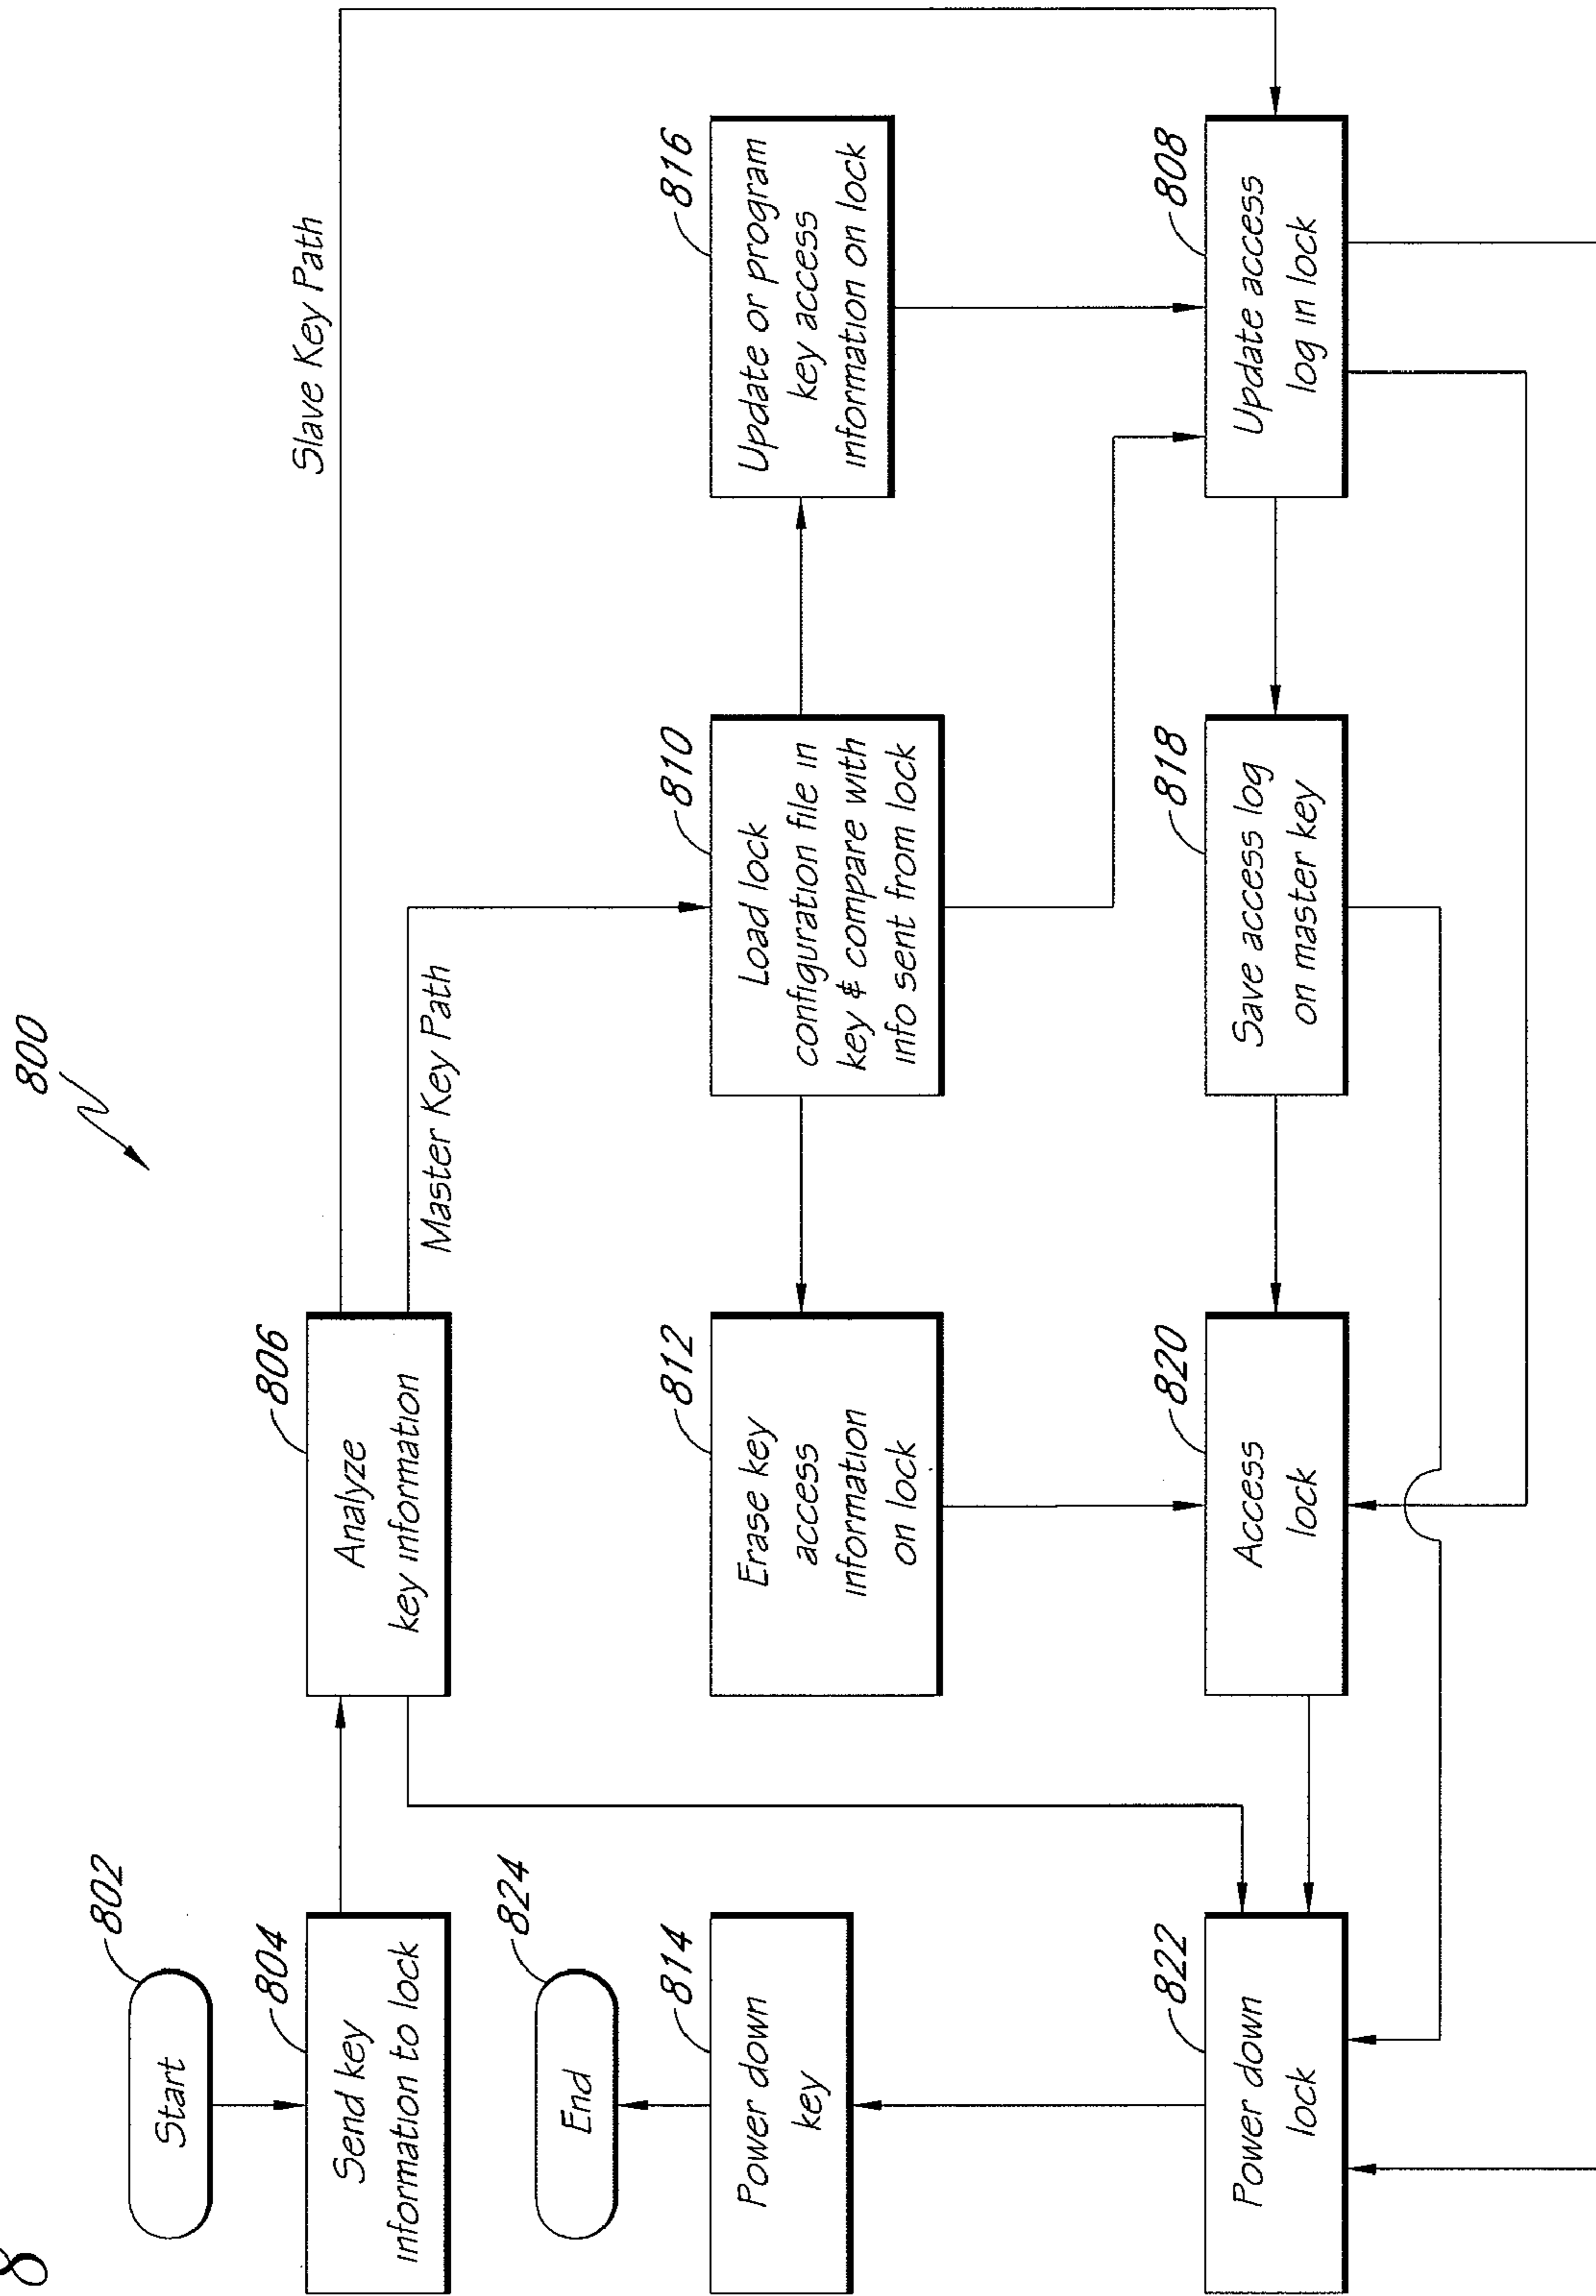 8
800
802
Start
804
Send key
information to lock
806
Analyze
key information
Slave Key Path
Master Key Path
824
End
814
Power down
key
812
Erase key
access
information
on lock
810
Load lock
configuration file in
key & compare with
info sent from lock
816
Update or program
key access
information on lock
822
Power down
lock
820
Access
lock
818
Save access log
on master key
808
Update access
log in lock